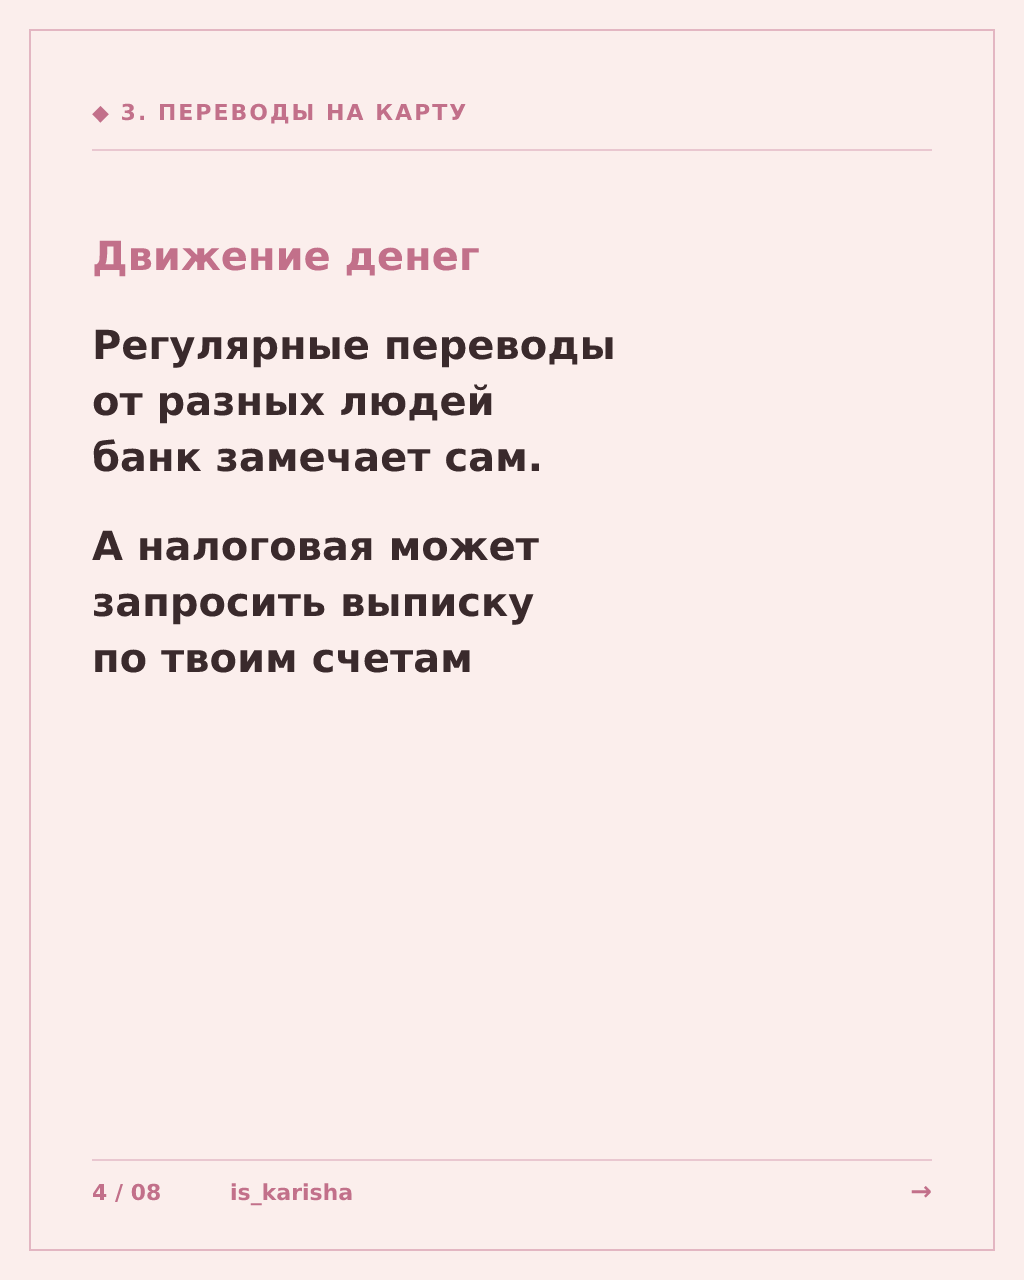 ◆ 3. ПЕРЕВОДЫ НА КАРТУ
Движение денег
Регулярные переводы
от разных людей
банк замечает сам.
А налоговая может
запросить выписку
по твоим счетам
4 / 08 is_karisha →